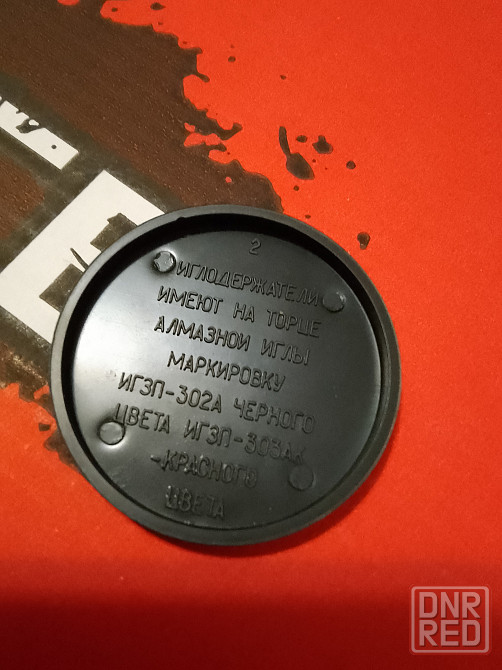 2
ИГЛОДЕРЖАТЕЛИ
ИМЕЮТ НА ТОРЦЕ
АЛМАЗНОЙ ИГЛЫ
МАРКИРОВКУ
ИГЗП-302А ЧЕРНОГО
ЦВЕТА ИГЗП-303А
-КРАСНОГО
ЦВЕТА
DNR
RED